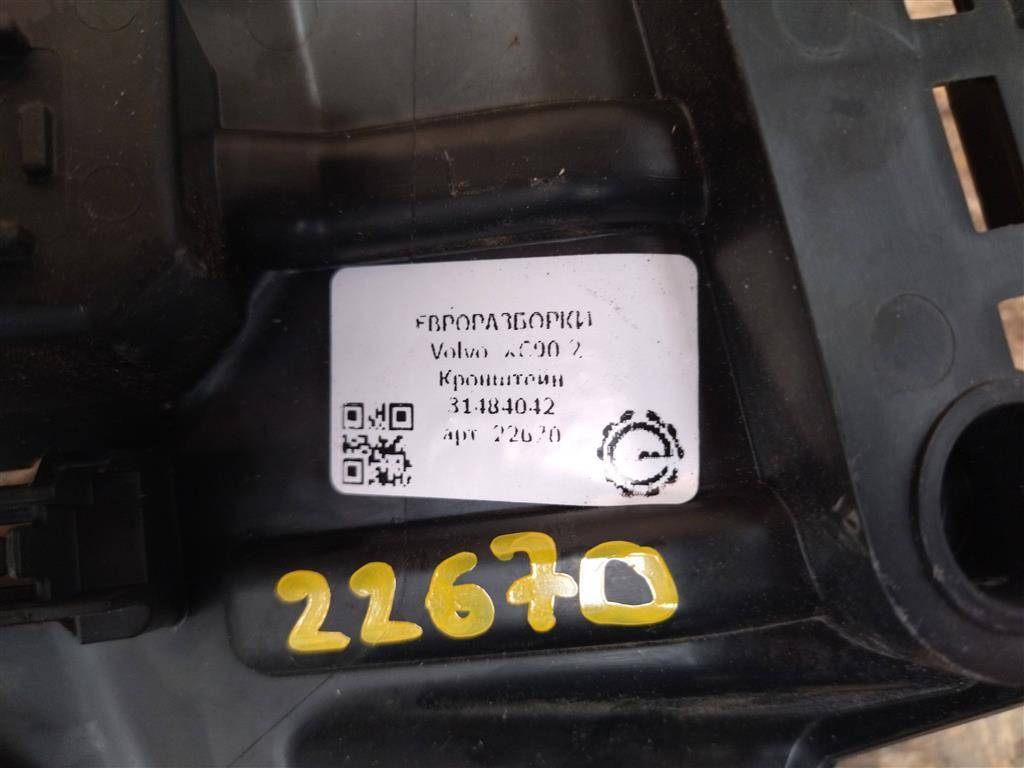 ЕВРОРАЗБОРКИ
Volvo XC90 2
Кронштейн
31484042
арт. 22670
22670